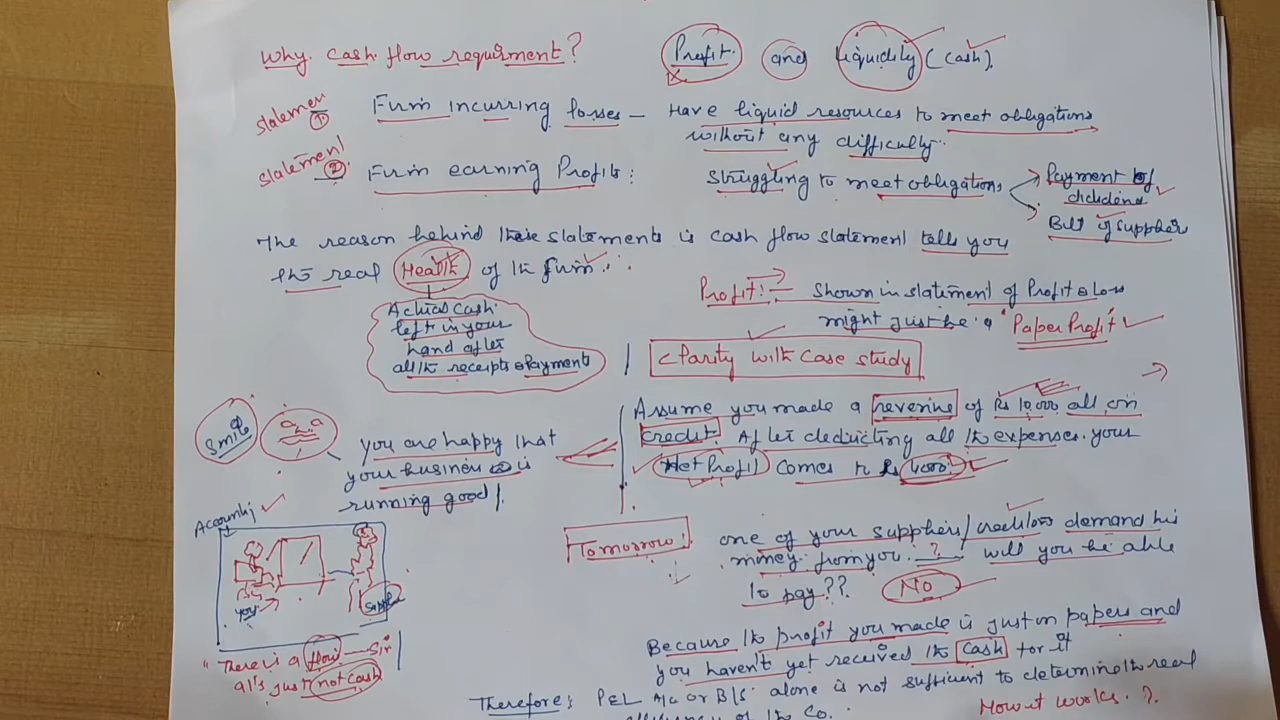 Why cash flow requirment?
Profit and Liquidity (Cash).
Statement ① Firm incurring losses — Have liquid resources to meet obligations
without any difficulty.
Statement ② Firm earning Profits: Struggling to meet obligations
Payment of
dividend
Bill of supplier
The reason behind these statements is cash flow statement tells you
the real Health of the firm.
Actual cash
left in your
hand after
all the receipts & Payments
Profit:- Shown in statement of Profit & Loss
might just be a "Paper Profit"
Clarity with case study
Smile
you are happy that
your business is
running good
Assume you made a revenue of Rs 10,000 all on
credit. After deducting all the expenses. your
Net Profit comes to Rs 4000
Accounting
you
Supplier
"There is a flow — Sir
It's just not cash
Tomorrow: one of your suppliers/creditors demand his
money from you. ? will you be able
to pay?? No
Because the profit you made is just on papers and
you haven't yet received the cash for it
Therefore: P&L A/c or B/S alone is not sufficient to determine the real
of the Co.
How it works. ?